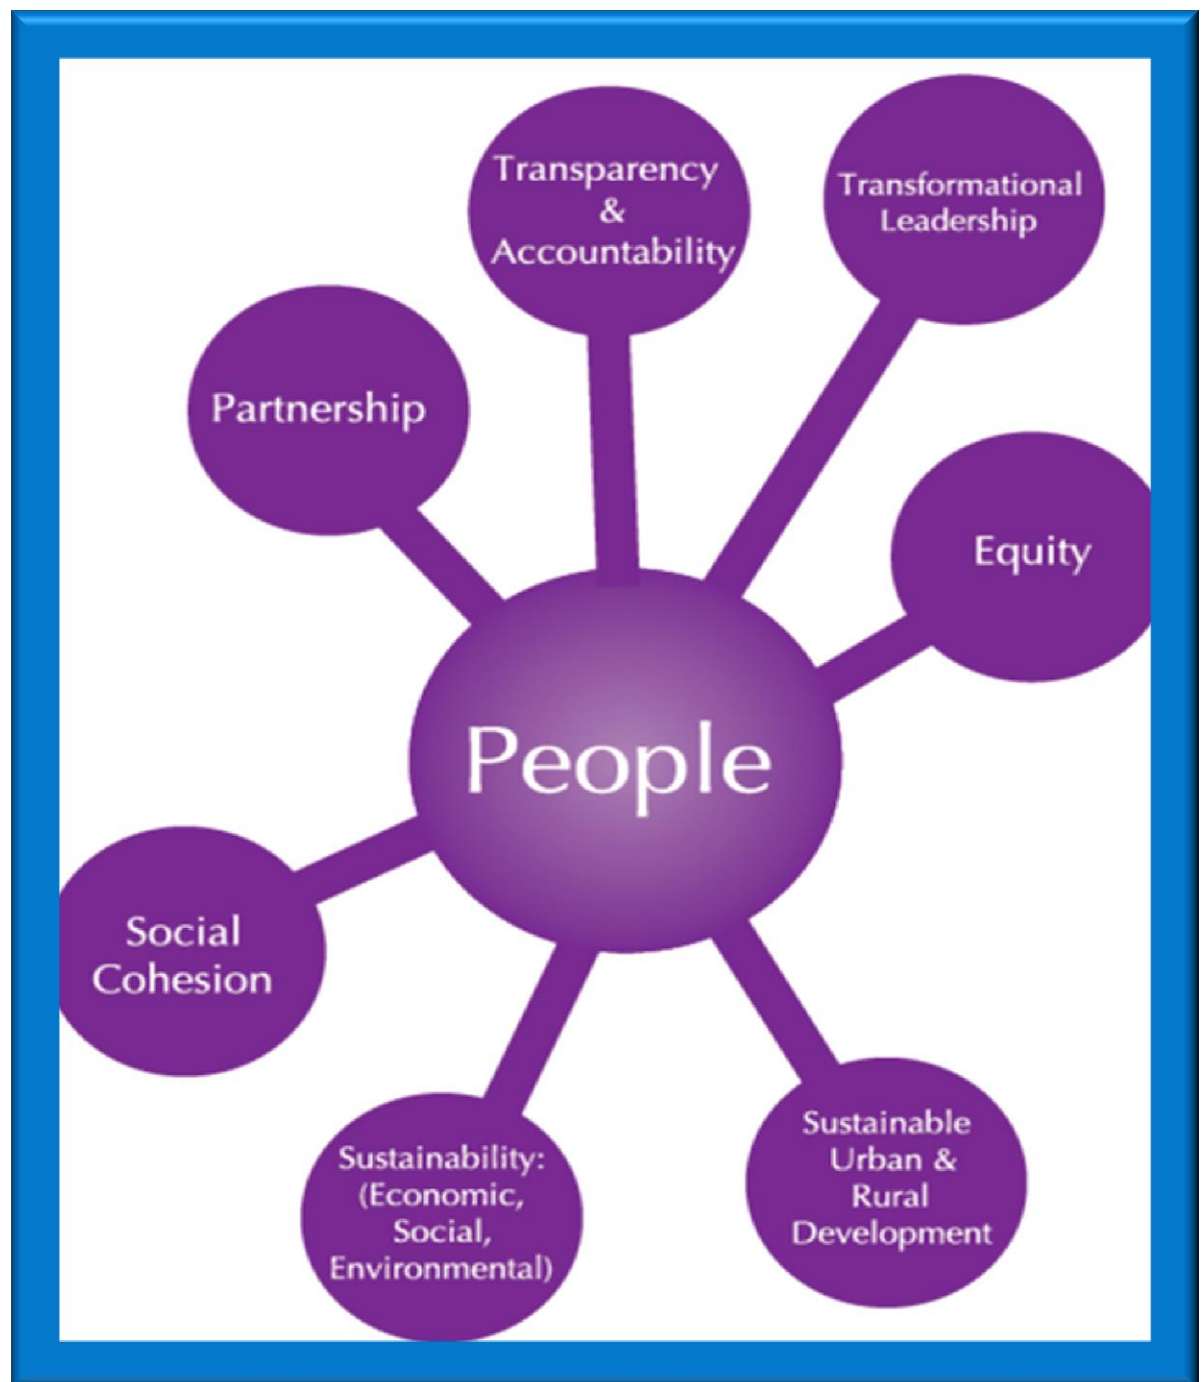 Transparency
&
Accountability
Transformational
Leadership
Partnership
Equity
People
Social
Cohesion
Sustainability:
(Economic,
Social,
Environmental)
Sustainable
Urban &
Rural
Development